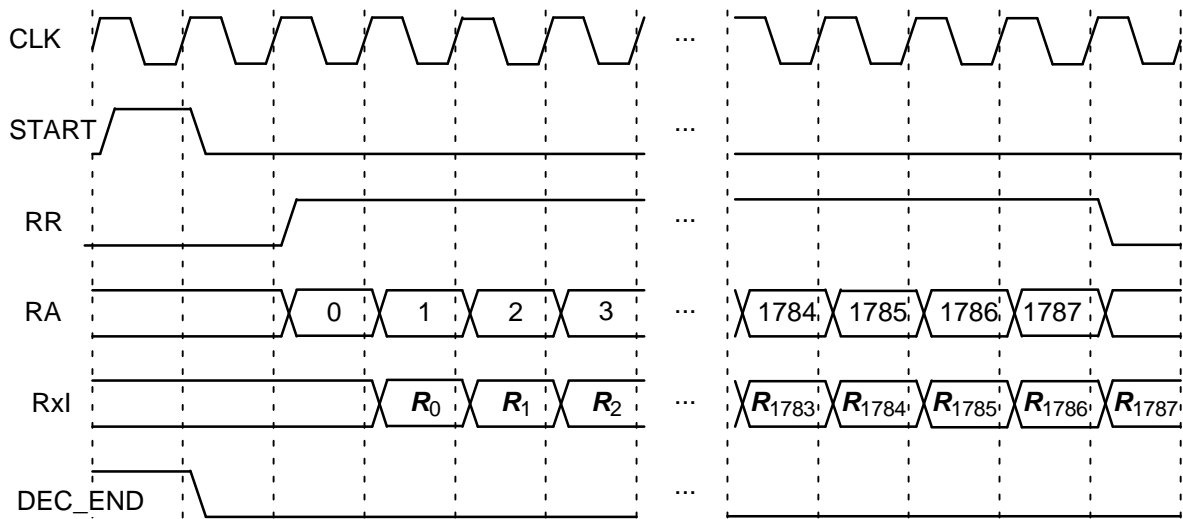 CLK ...
START ...
RR ...
RA 0 1 2 3 ... 1784 1785 1786 1787
RxI R0 R1 R2 ... R1783 R1784 R1785 R1786 R1787
DEC_END ...